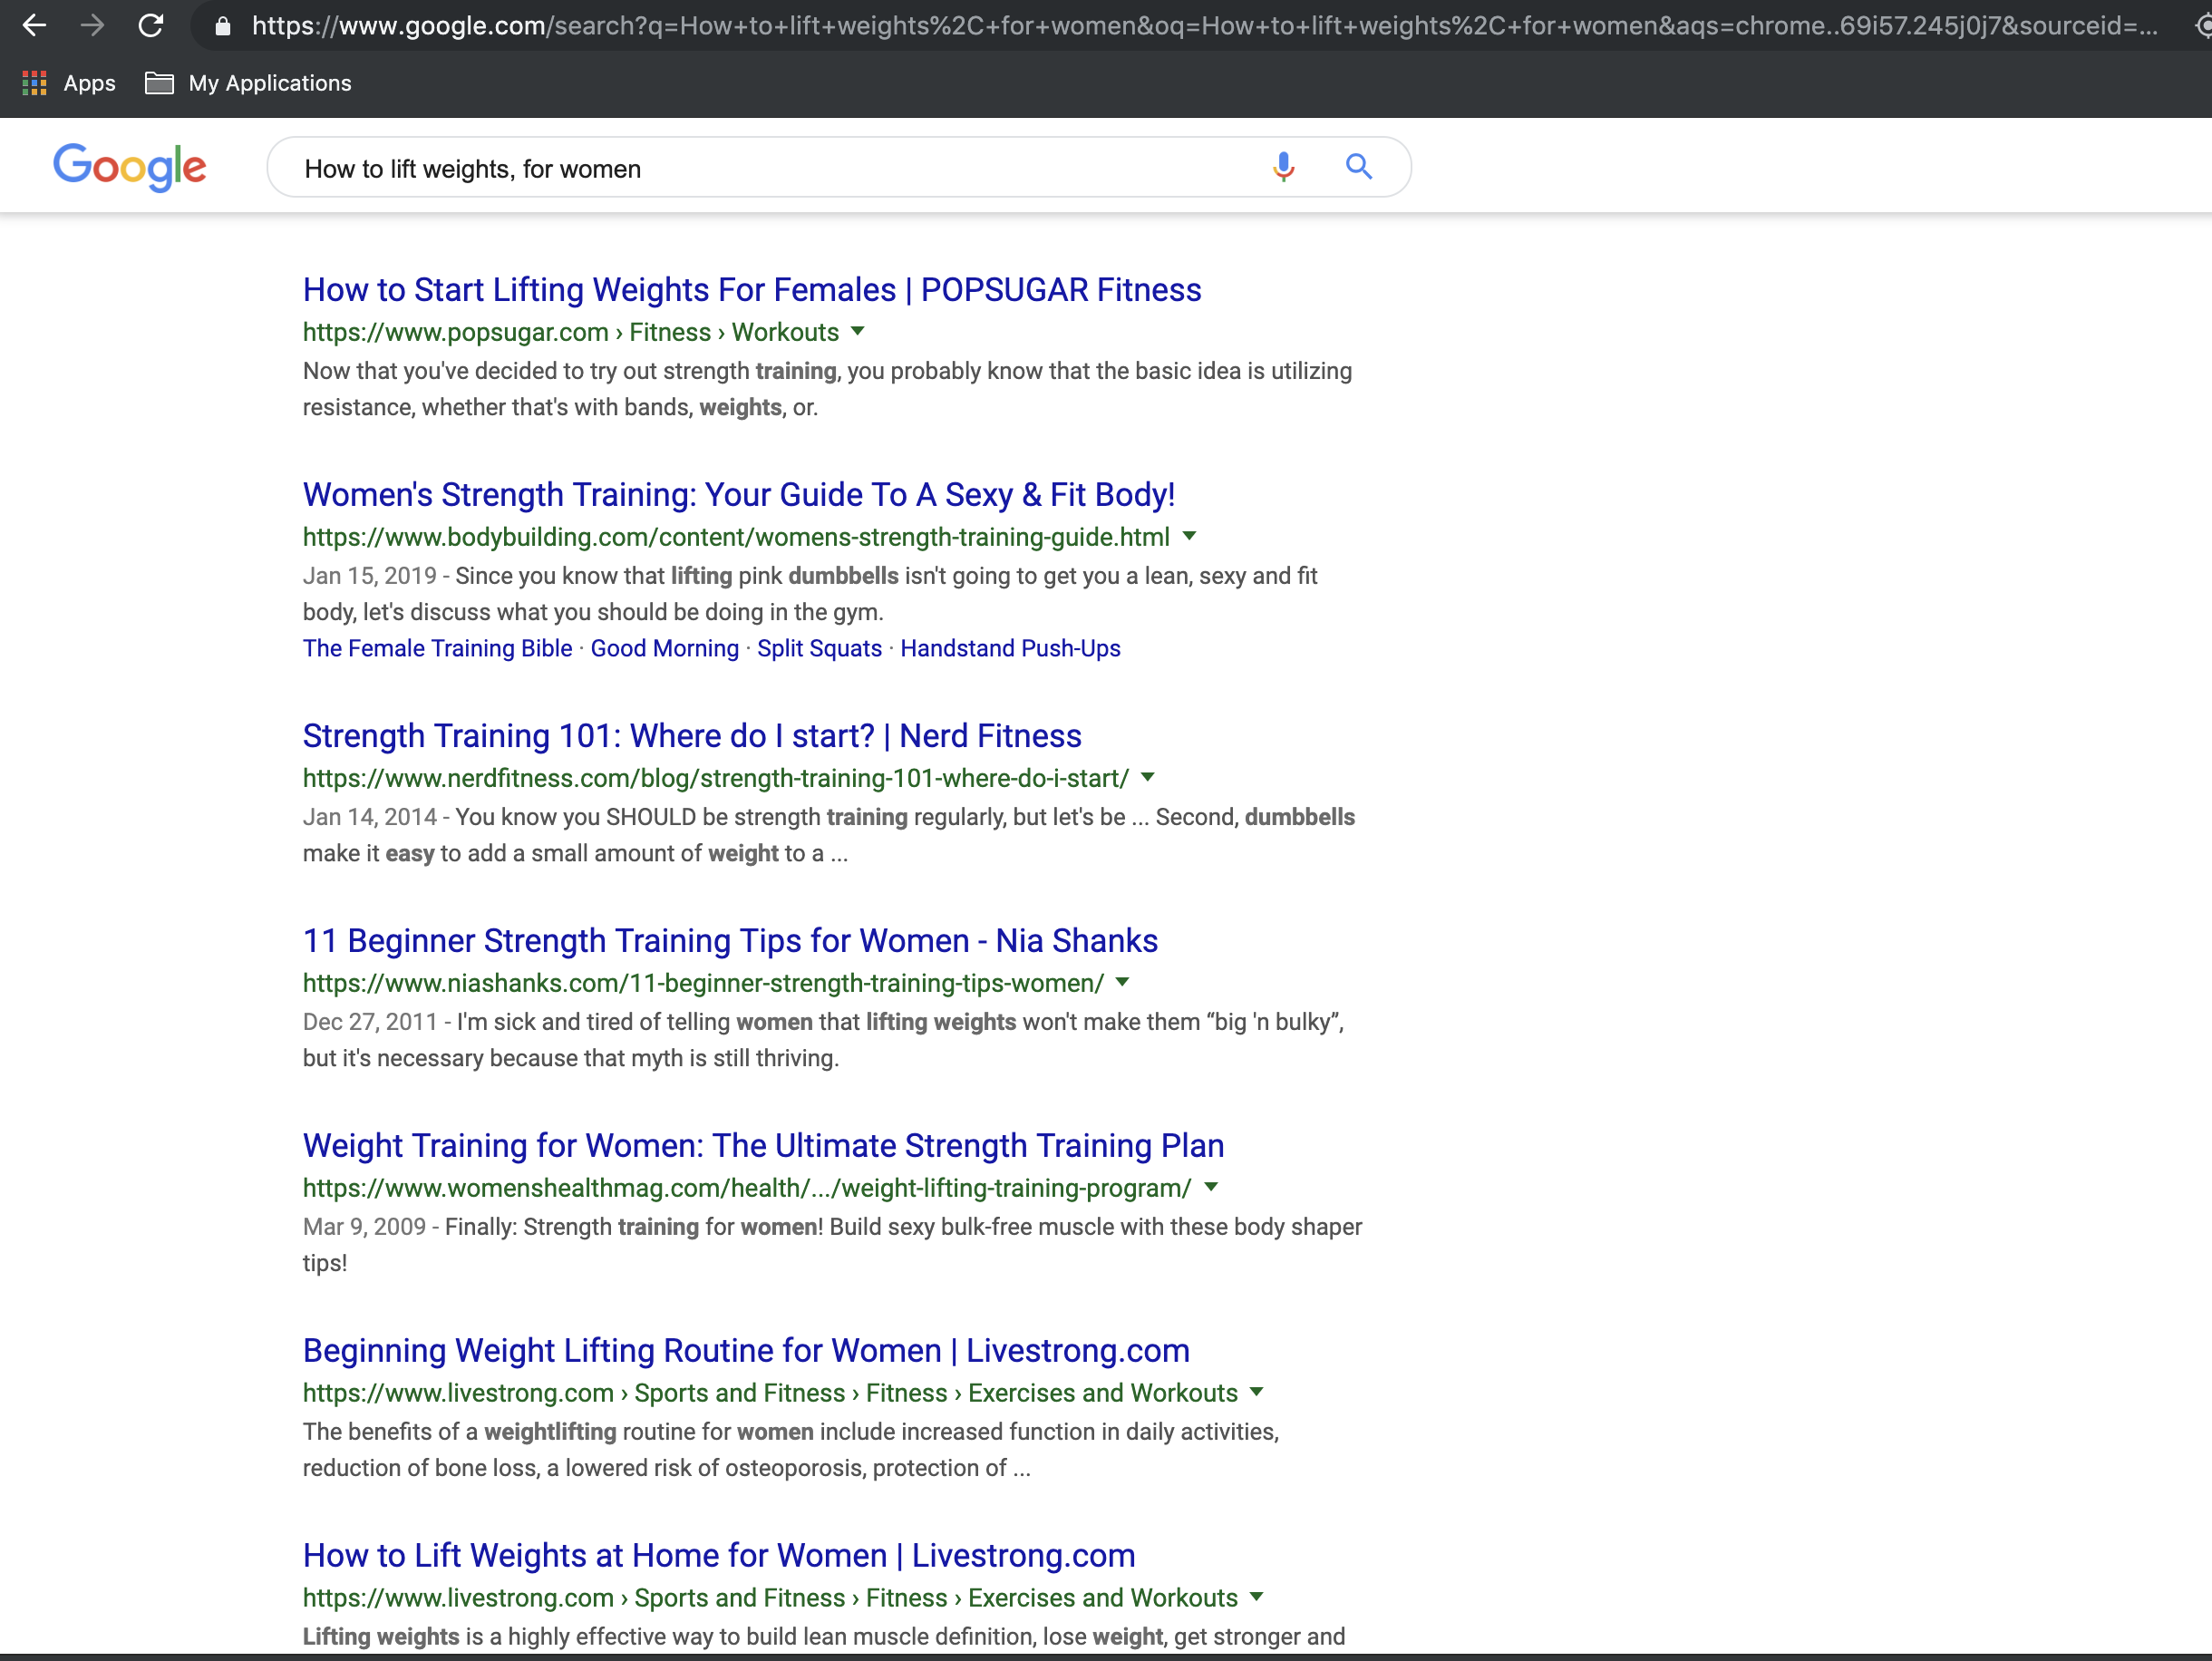 https://www.google.com/search?q=How+to+lift+weights%2C+for+women&oq=How+to+lift+weights%2C+for+women&aqs=chrome..69i57.245j0j7&sourceid=...
Apps My Applications
Google How to lift weights, for women
How to Start Lifting Weights For Females | POPSUGAR Fitness
https://www.popsugar.com › Fitness › Workouts
Now that you've decided to try out strength training, you probably know that the basic idea is utilizing
resistance, whether that's with bands, weights, or.
Women's Strength Training: Your Guide To A Sexy & Fit Body!
https://www.bodybuilding.com/content/womens-strength-training-guide.html
Jan 15, 2019 - Since you know that lifting pink dumbbells isn't going to get you a lean, sexy and fit
body, let's discuss what you should be doing in the gym.
The Female Training Bible · Good Morning · Split Squats · Handstand Push-Ups
Strength Training 101: Where do I start? | Nerd Fitness
https://www.nerdfitness.com/blog/strength-training-101-where-do-i-start/
Jan 14, 2014 - You know you SHOULD be strength training regularly, but let's be ... Second, dumbbells
make it easy to add a small amount of weight to a ...
11 Beginner Strength Training Tips for Women - Nia Shanks
https://www.niashanks.com/11-beginner-strength-training-tips-women/
Dec 27, 2011 - I'm sick and tired of telling women that lifting weights won't make them “big 'n bulky”,
but it's necessary because that myth is still thriving.
Weight Training for Women: The Ultimate Strength Training Plan
https://www.womenshealthmag.com/health/.../weight-lifting-training-program/
Mar 9, 2009 - Finally: Strength training for women! Build sexy bulk-free muscle with these body shaper
tips!
Beginning Weight Lifting Routine for Women | Livestrong.com
https://www.livestrong.com › Sports and Fitness › Fitness › Exercises and Workouts
The benefits of a weightlifting routine for women include increased function in daily activities,
reduction of bone loss, a lowered risk of osteoporosis, protection of ...
How to Lift Weights at Home for Women | Livestrong.com
https://www.livestrong.com › Sports and Fitness › Fitness › Exercises and Workouts
Lifting weights is a highly effective way to build lean muscle definition, lose weight, get stronger and